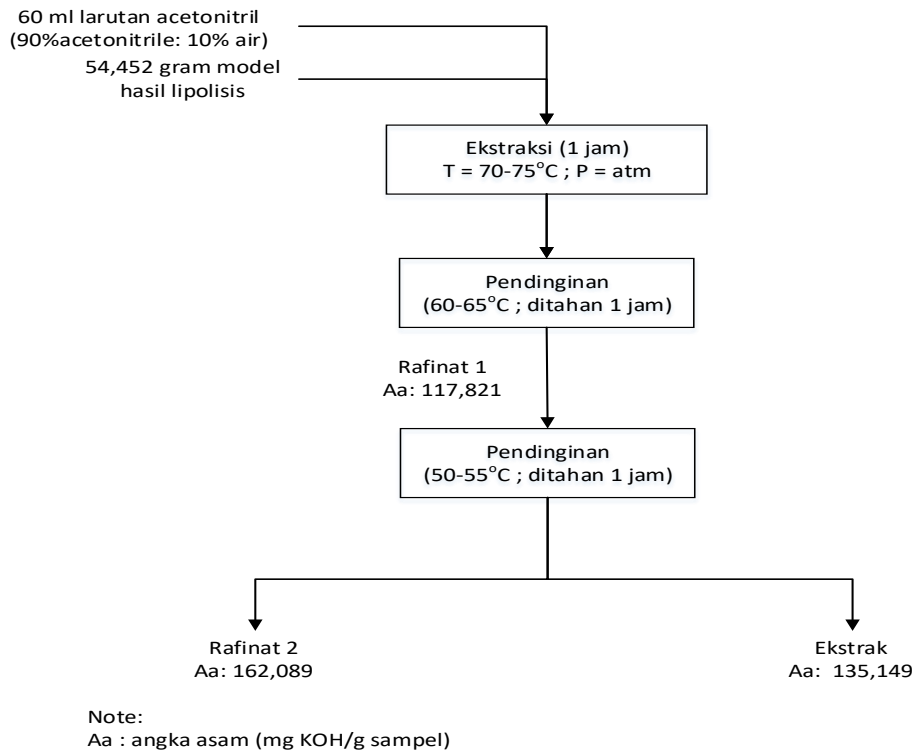 60 ml larutan acetonitril
(90%acetonitrile: 10% air)
54,452 gram model
hasil lipolisis
Ekstraksi (1 jam)
T = 70-75°C ; P = atm
Pendinginan
(60-65°C ; ditahan 1 jam)
Rafinat 1
Aa: 117,821
Pendinginan
(50-55°C ; ditahan 1 jam)
Rafinat 2
Aa: 162,089
Ekstrak
Aa: 135,149
Note:
Aa : angka asam (mg KOH/g sampel)